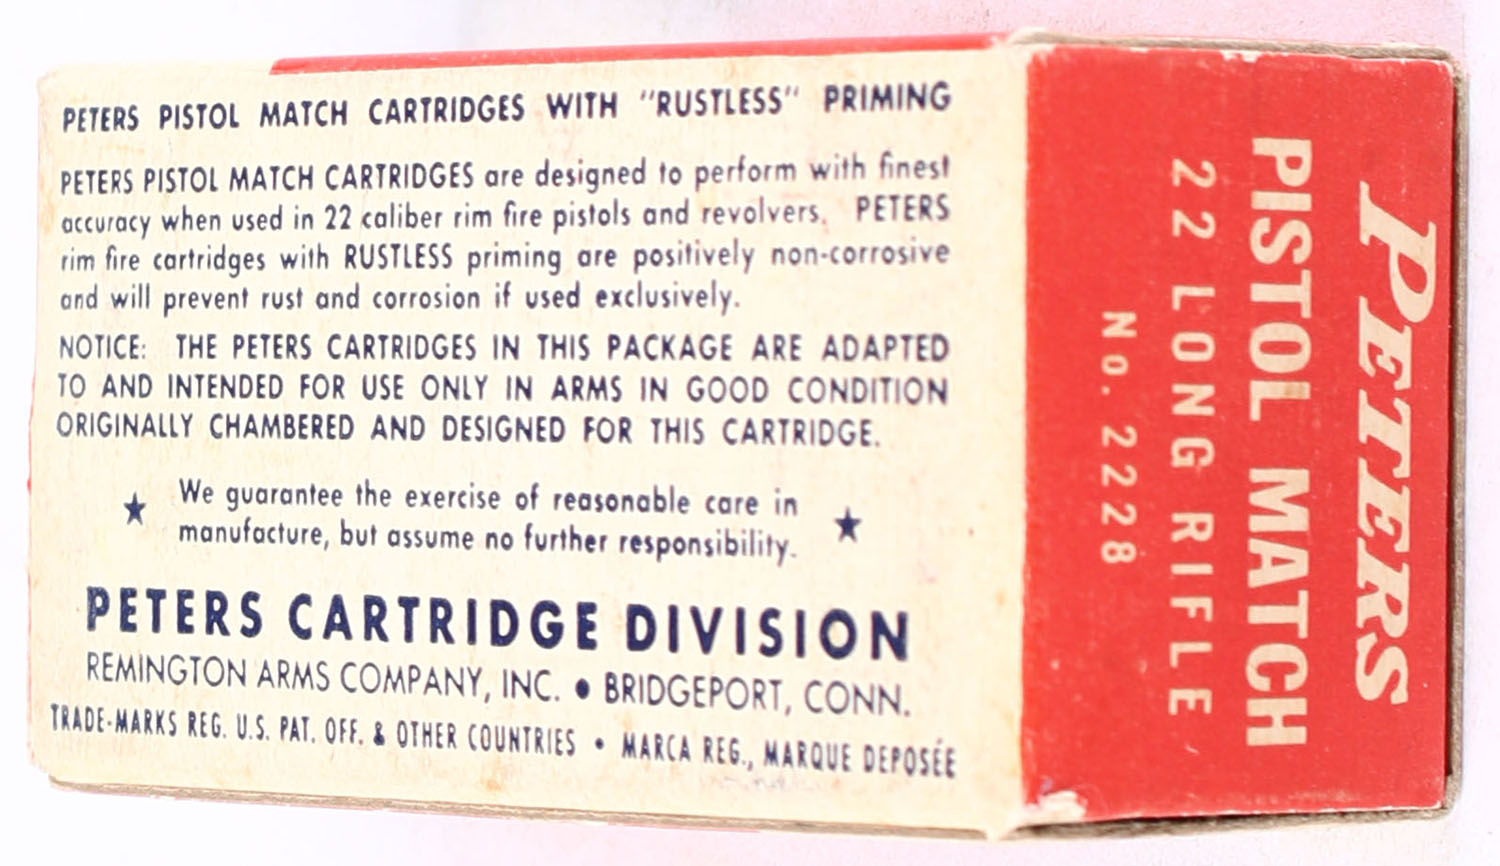 PETERS PISTOL MATCH CARTRIDGES WITH "RUSTLESS" PRIMING
PETERS PISTOL MATCH CARTRIDGES are designed to perform with finest
accuracy when used in 22 caliber rim fire pistols and revolvers. PETERS
rim fire cartridges with RUSTLESS priming are positively non-corrosive
and will prevent rust and corrosion if used exclusively.
NOTICE: THE PETERS CARTRIDGES IN THIS PACKAGE ARE ADAPTED
TO AND INTENDED FOR USE ONLY IN ARMS IN GOOD CONDITION
ORIGINALLY CHAMBERED AND DESIGNED FOR THIS CARTRIDGE.
★ We guarantee the exercise of reasonable care in ★
manufacture, but assume no further responsibility.
PETERS CARTRIDGE DIVISION
REMINGTON ARMS COMPANY, INC. • BRIDGEPORT, CONN.
TRADE-MARKS REG. U.S. PAT. OFF. & OTHER COUNTRIES • MARCA REG., MARQUE DEPOSÉE
PETERS
PISTOL MATCH
22 LONG RIFLE
No. 2228